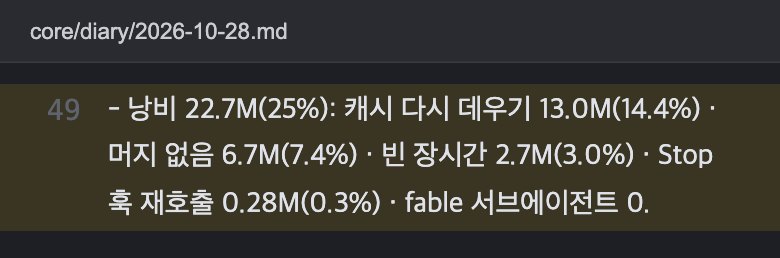 core/diary/2026-10-28.md
49 - 낭비 22.7M(25%): 캐시 다시 데우기 13.0M(14.4%) ·
머지 없음 6.7M(7.4%) · 빈 장시간 2.7M(3.0%) · Stop
훅 재호출 0.28M(0.3%) · fable 서브에이전트 0.